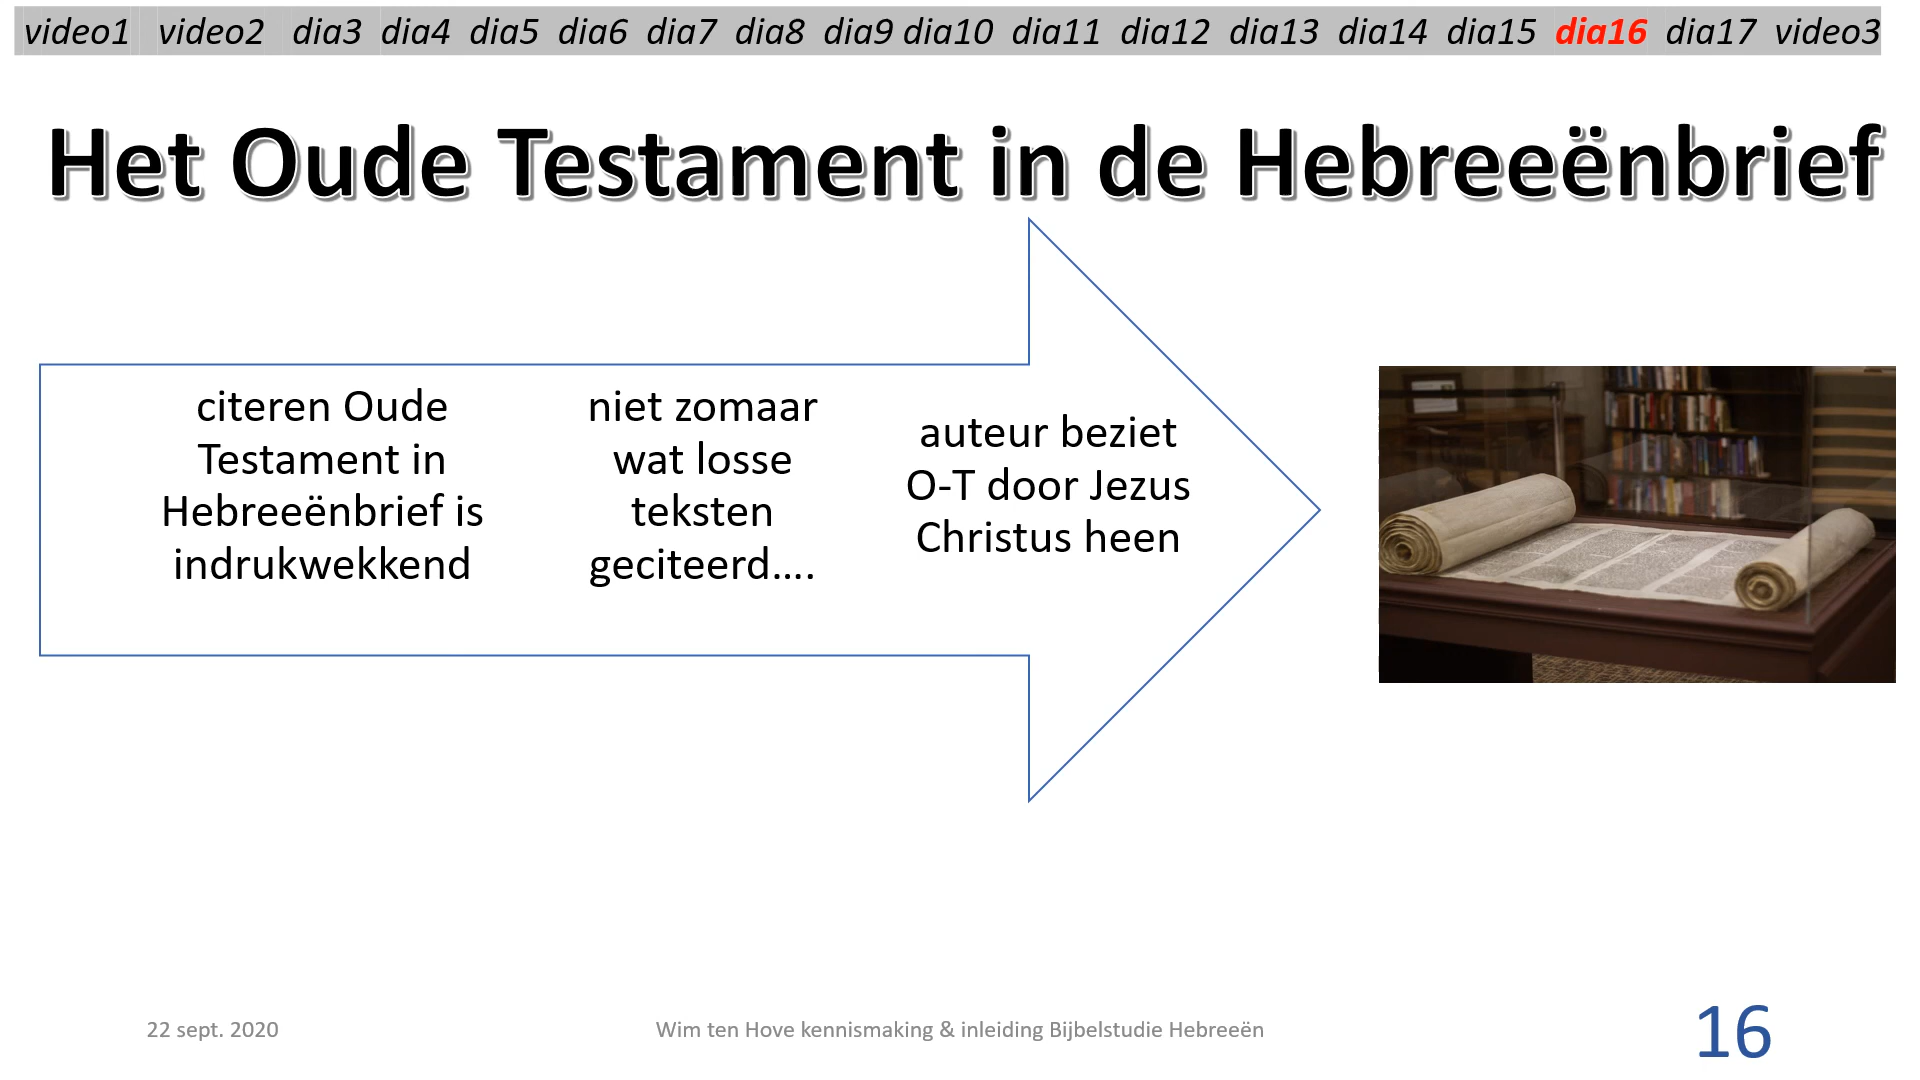 video1 video2 dia3 dia4 dia5 dia6 dia7 dia8 dia9 dia10 dia11 dia12 dia13 dia14 dia15 dia16 dia17 video3
Het Oude Testament in de Hebreeënbrief
citeren Oude
Testament in
Hebreeënbrief is
indrukwekkend
niet zomaar
wat losse
teksten
geciteerd….
auteur beziet
O-T door Jezus
Christus heen
22 sept. 2020
Wim ten Hove kennismaking & inleiding Bijbelstudie Hebreeën
16